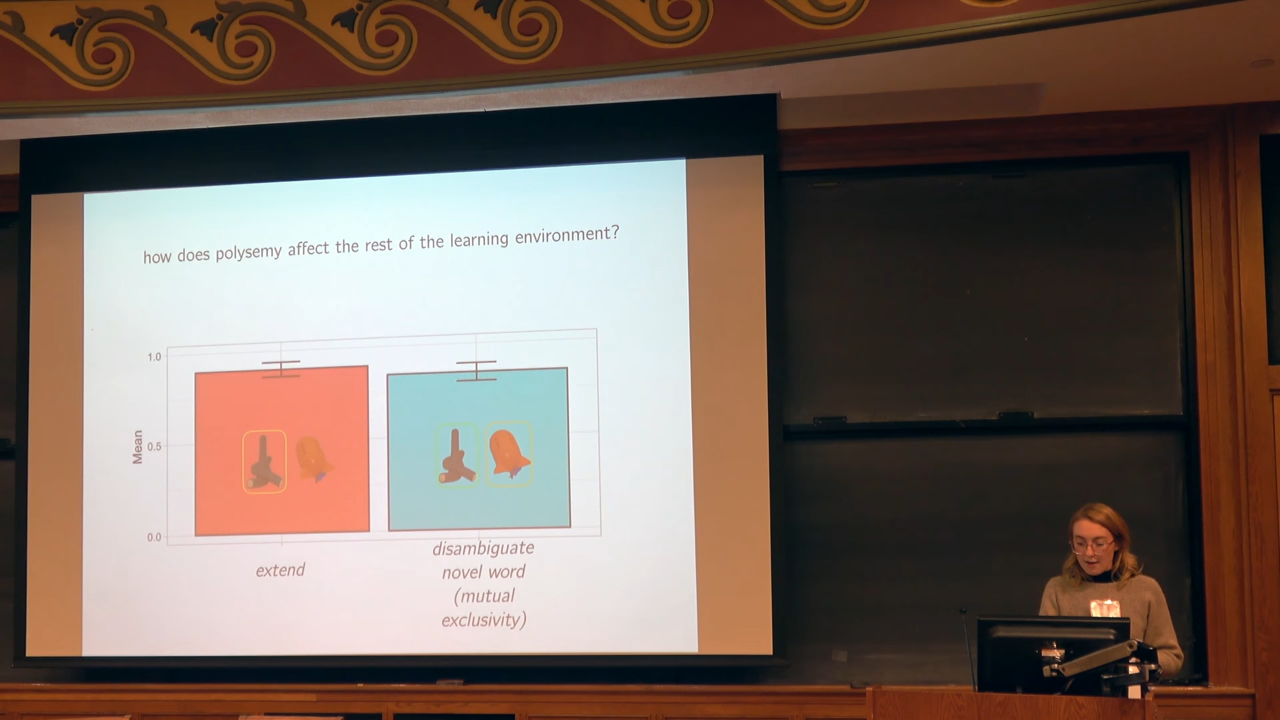 how does polysemy affect the rest of the learning environment?
1.0
0.5
0.0
Mean
extend
disambiguate
novel word
(mutual
exclusivity)